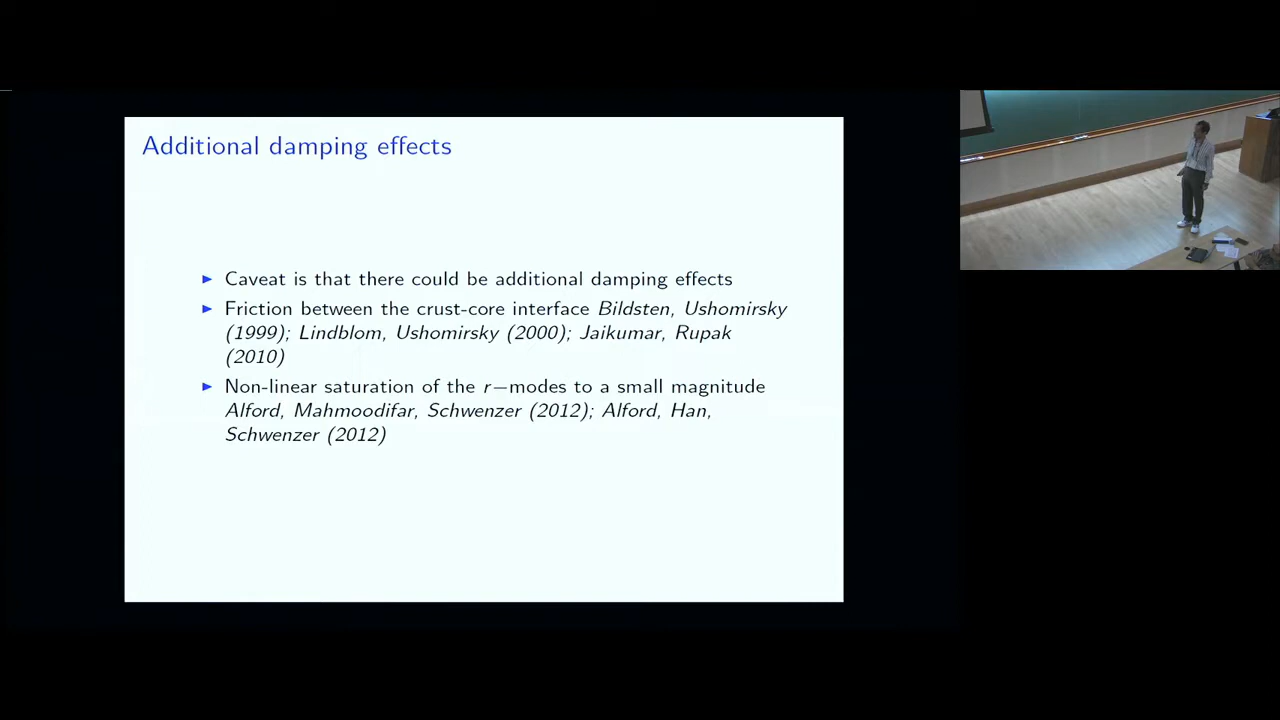 Additional damping effects
► Caveat is that there could be additional damping effects
► Friction between the crust-core interface Bildsten, Ushomirsky
(1999); Lindblom, Ushomirsky (2000); Jaikumar, Rupak
(2010)
► Non-linear saturation of the r−modes to a small magnitude
Alford, Mahmoodifar, Schwenzer (2012); Alford, Han,
Schwenzer (2012)